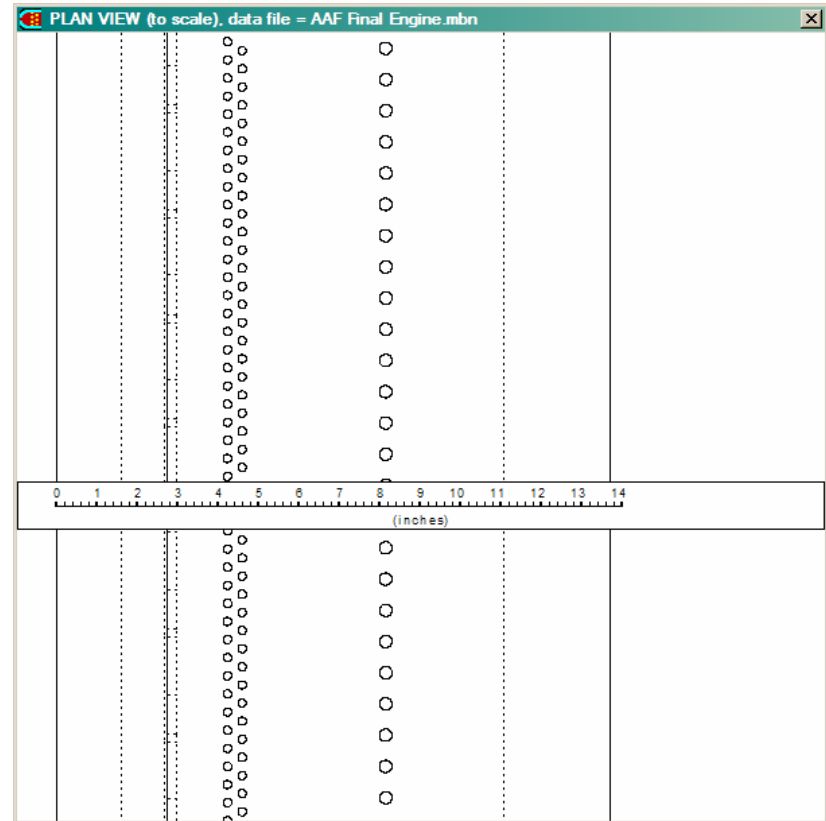 PLAN VIEW (to scale), data file = AAF Final Engine.mbn
0 1 2 3 4 5 6 7 8 9 10 11 12 13 14
(inches)